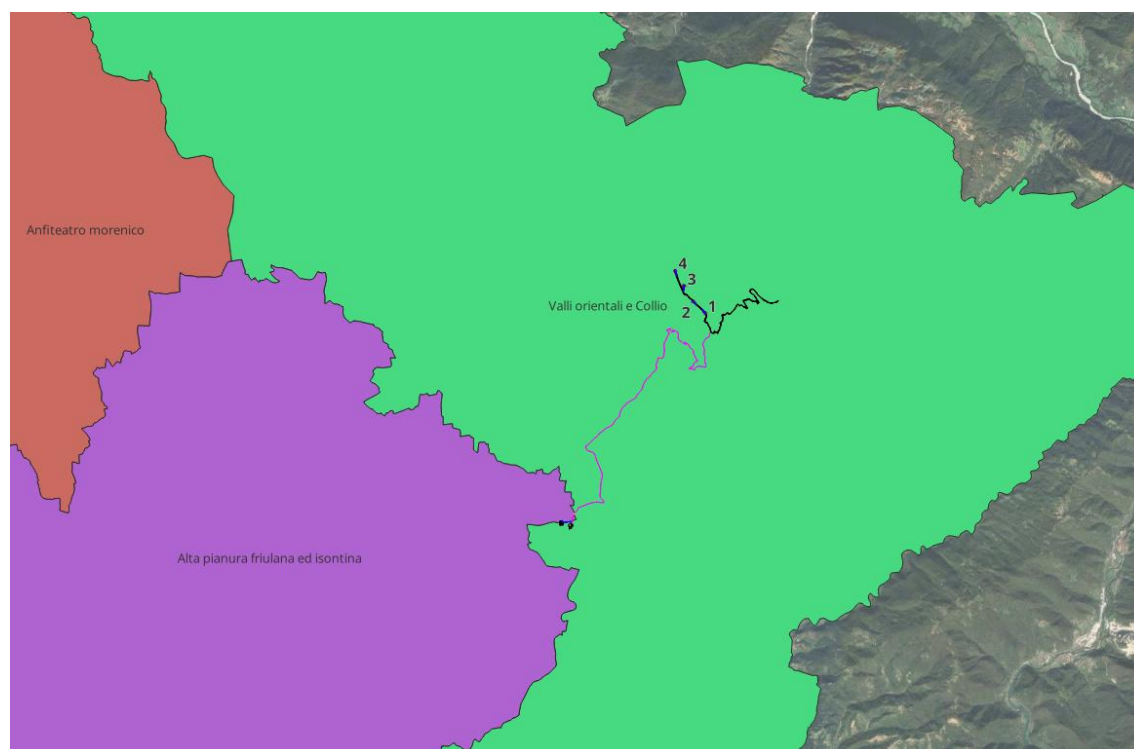 Anfiteatro morenico
4
3
Valli orientali e Collio
2
1
Alta pianura friulana ed isontina